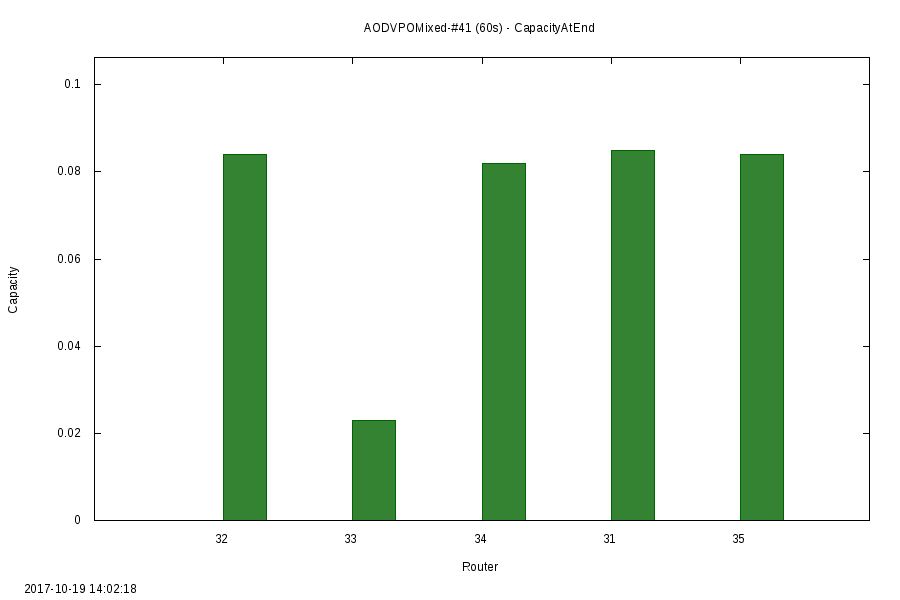 AODVPOMixed-#41 (60s) - CapacityAtEnd
0.1
0.08
0.06
0.04
0.02
0
Capacity
32 33 34 31 35
Router
2017-10-19 14:02:18